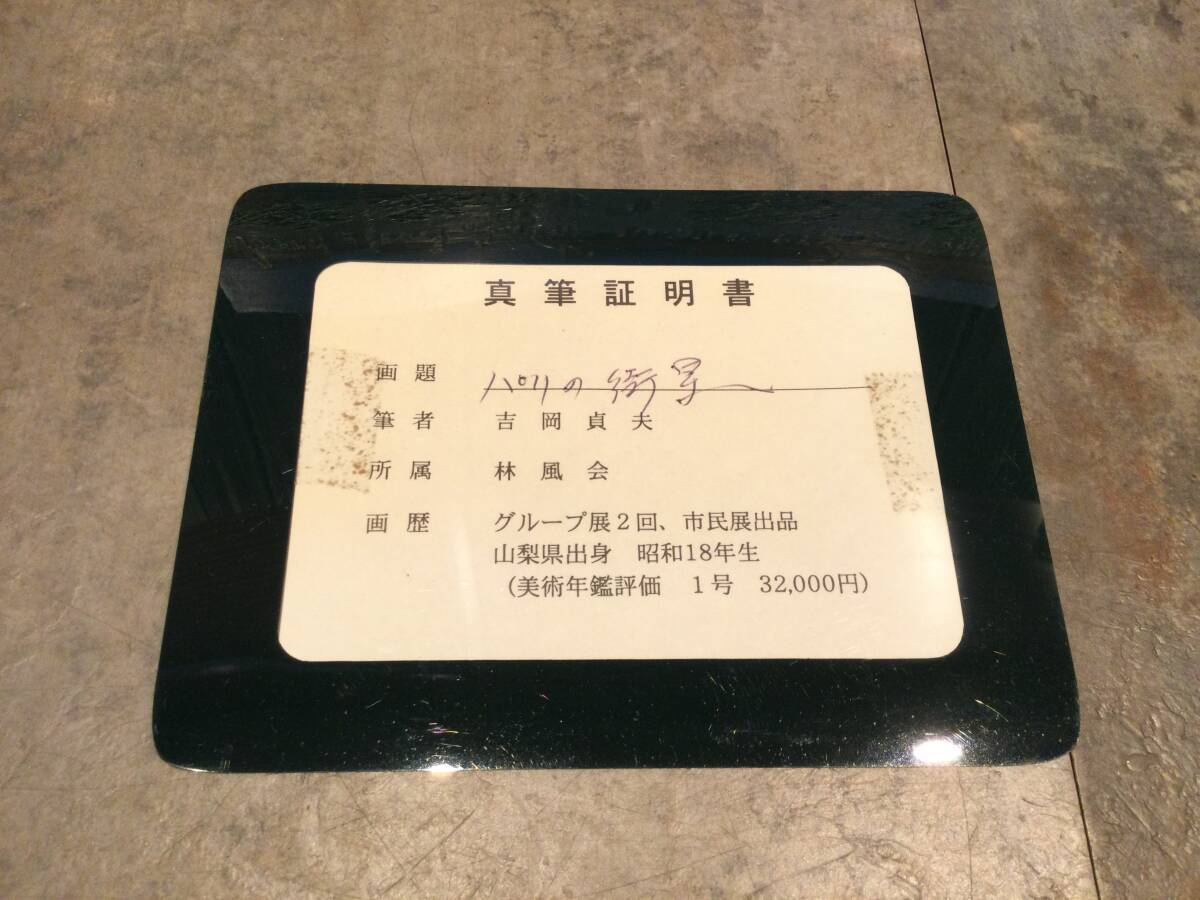 真筆証明書
画題 パリの街景
筆者 吉岡貞夫
所属 林風会
画歴 グループ展2回、市民展出品
山梨県出身 昭和18年生
(美術年鑑評価 1号 32,000円)